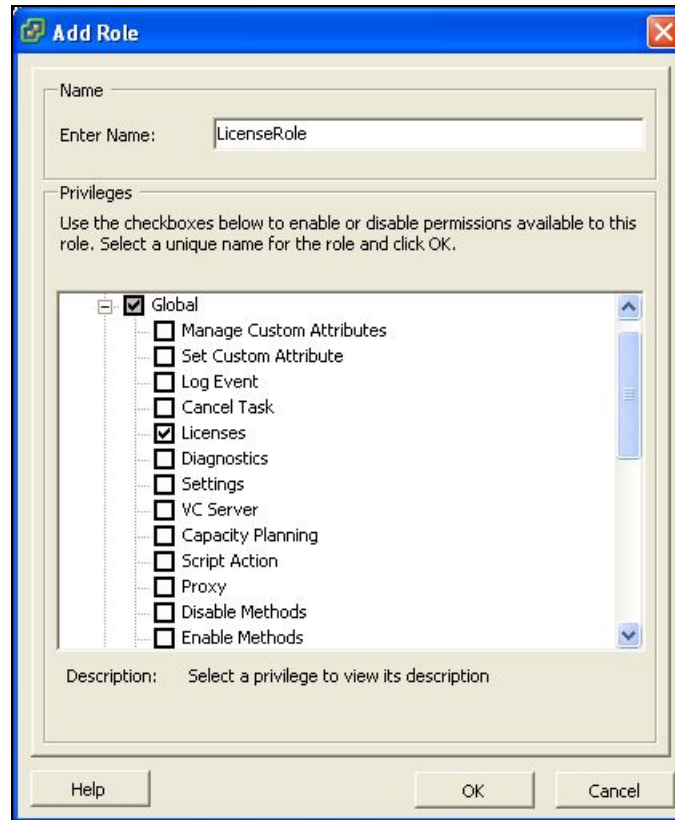 Add Role
Name
Enter Name:
LicenseRole
Privileges
Use the checkboxes below to enable or disable permissions available to this
role. Select a unique name for the role and click OK.
Global
Manage Custom Attributes
Set Custom Attribute
Log Event
Cancel Task
Licenses
Diagnostics
Settings
VC Server
Capacity Planning
Script Action
Proxy
Disable Methods
Enable Methods
Description: Select a privilege to view its description
Help
OK
Cancel